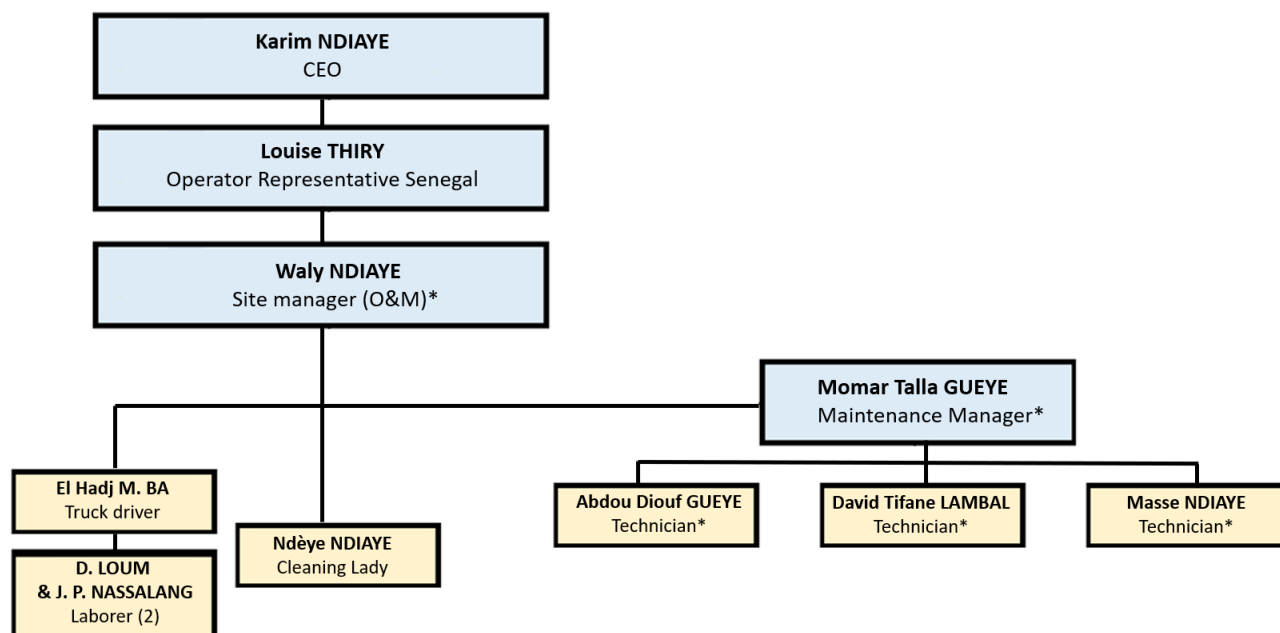 Karim NDIAYE
CEO
Louise THIRY
Operator Representative Senegal
Waly NDIAYE
Site manager (O&M)*
Momar Talla GUEYE
Maintenance Manager*
El Hadj M. BA
Truck driver
D. LOUM
& J. P. NASSALANG
Laborer (2)
Ndèye NDIAYE
Cleaning Lady
Abdou Diouf GUEYE
Technician*
David Tifane LAMBAL
Technician*
Masse NDIAYE
Technician*